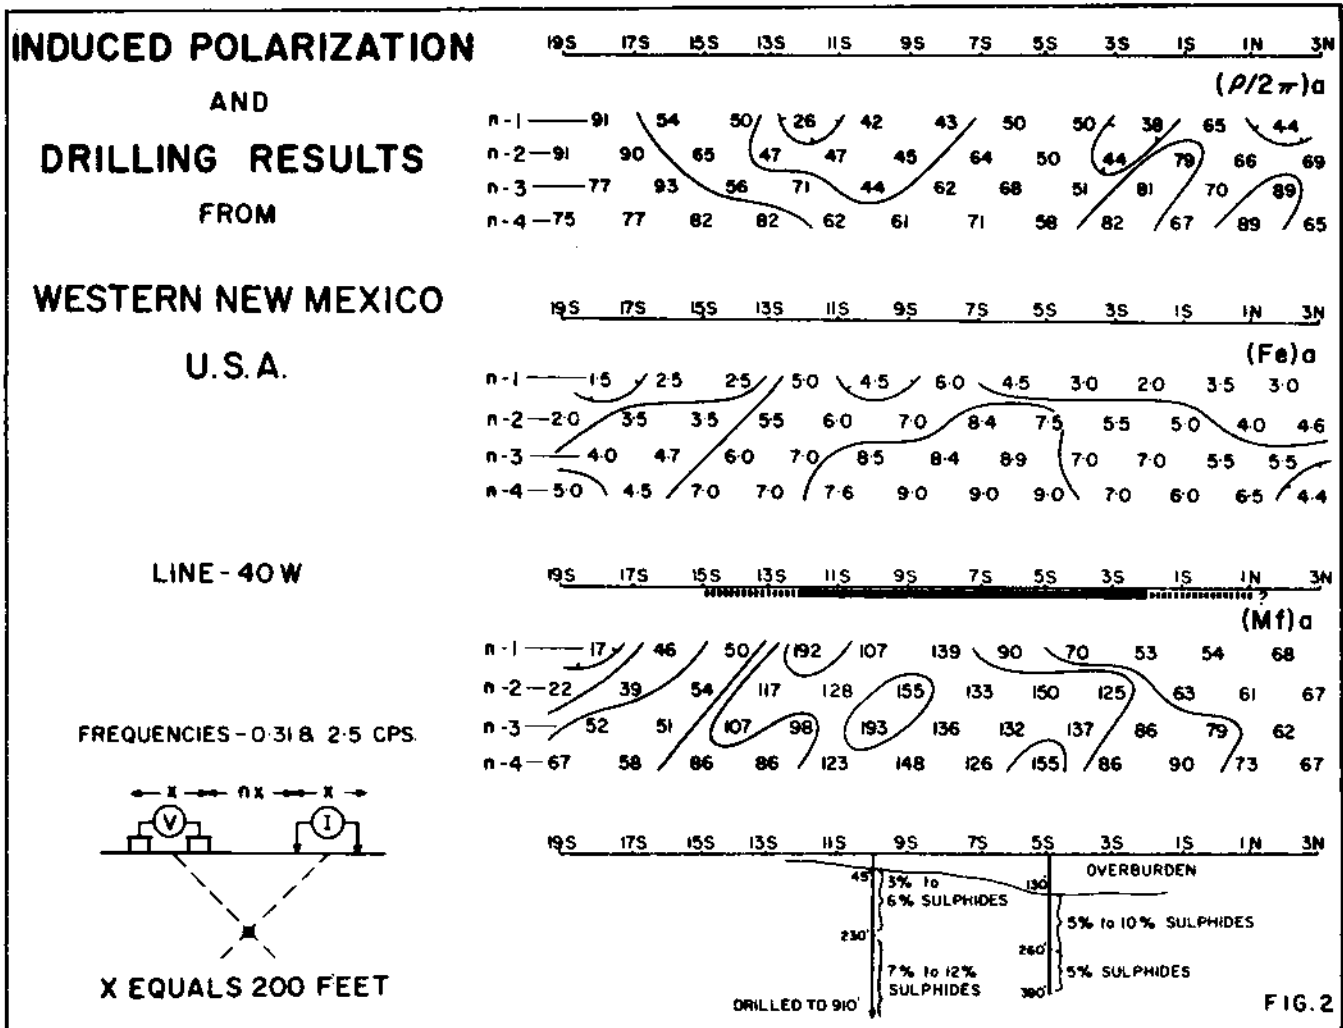 INDUCED POLARIZATION
AND
DRILLING RESULTS
FROM
WESTERN NEW MEXICO
U.S.A.
LINE - 40 W
FREQUENCIES - 0.31 & 2.5 CPS.
x nx x
V I
X EQUALS 200 FEET
19S 17S 15S 13S 11S 9S 7S 5S 3S 1S 1N 3N
(ρ/2π)a
n-1 91 54 50 26 42 43 50 50 38 65 44
n-2 91 90 65 47 47 45 64 50 44 79 66 69
n-3 77 93 56 71 44 62 68 51 81 70 89
n-4 75 77 82 82 62 61 71 58 82 67 89 65
19S 17S 15S 13S 11S 9S 7S 5S 3S 1S 1N 3N
(Fe)a
n-1 1.5 2.5 2.5 5.0 4.5 6.0 4.5 3.0 2.0 3.5 3.0
n-2 2.0 3.5 3.5 5.5 6.0 7.0 8.4 7.5 5.5 5.0 4.0 4.6
n-3 4.0 4.7 6.0 7.0 8.5 8.4 8.9 7.0 7.0 5.5 5.5
n-4 5.0 4.5 7.0 7.0 7.6 9.0 9.0 9.0 7.0 6.0 6.5 4.4
19S 17S 15S 13S 11S 9S 7S 5S 3S 1S 1N 3N
?
(Mf)a
n-1 17 46 50 192 107 139 90 70 53 54 68
n-2 22 39 54 117 128 155 133 150 125 63 61 67
n-3 52 51 107 98 193 136 132 137 86 79 62
n-4 67 58 86 86 123 148 126 155 86 90 73 67
19S 17S 15S 13S 11S 9S 7S 5S 3S 1S 1N 3N
OVERBURDEN
45' 3% to
6% SULPHIDES
130'
5% to 10% SULPHIDES
230'
260'
7% to 12%
SULPHIDES
5% SULPHIDES
390'
DRILLED TO 910'
FIG. 2